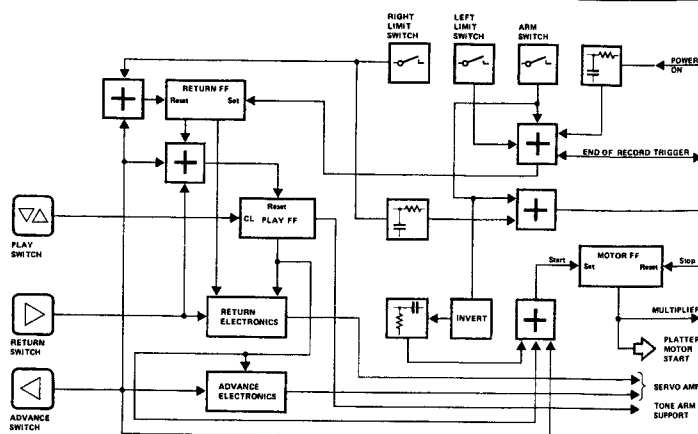 RIGHT
LIMIT
SWITCH
LEFT
LIMIT
SWITCH
ARM
SWITCH
POWER
ON
RETURN FF
Reset
Set
END OF RECORD TRIGGER
Reset
CL PLAY FF
PLAY
SWITCH
MOTOR FF
Start
Set
Reset
Stop
RETURN
ELECTRONICS
INVERT
MULTIPLIER
RETURN
SWITCH
PLATTER
MOTOR
START
ADVANCE
ELECTRONICS
SERVO AMP
ADVANCE
SWITCH
TONE ARM
SUPPORT